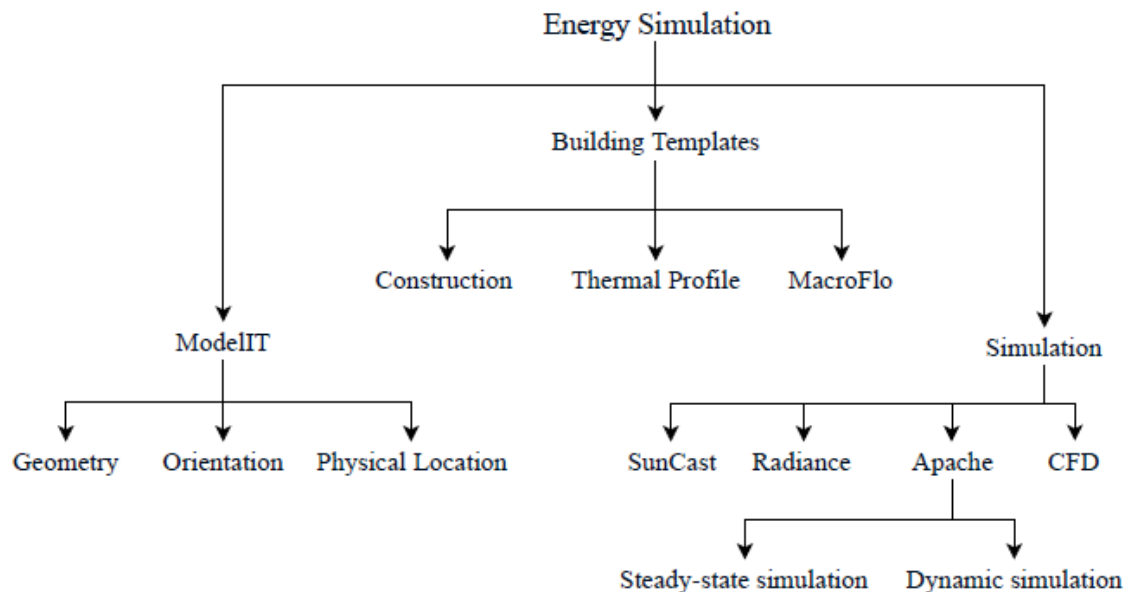 Energy Simulation
Building Templates
Construction
Thermal Profile
MacroFlo
ModelIT
Simulation
Geometry
Orientation
Physical Location
SunCast
Radiance
Apache
CFD
Steady-state simulation
Dynamic simulation